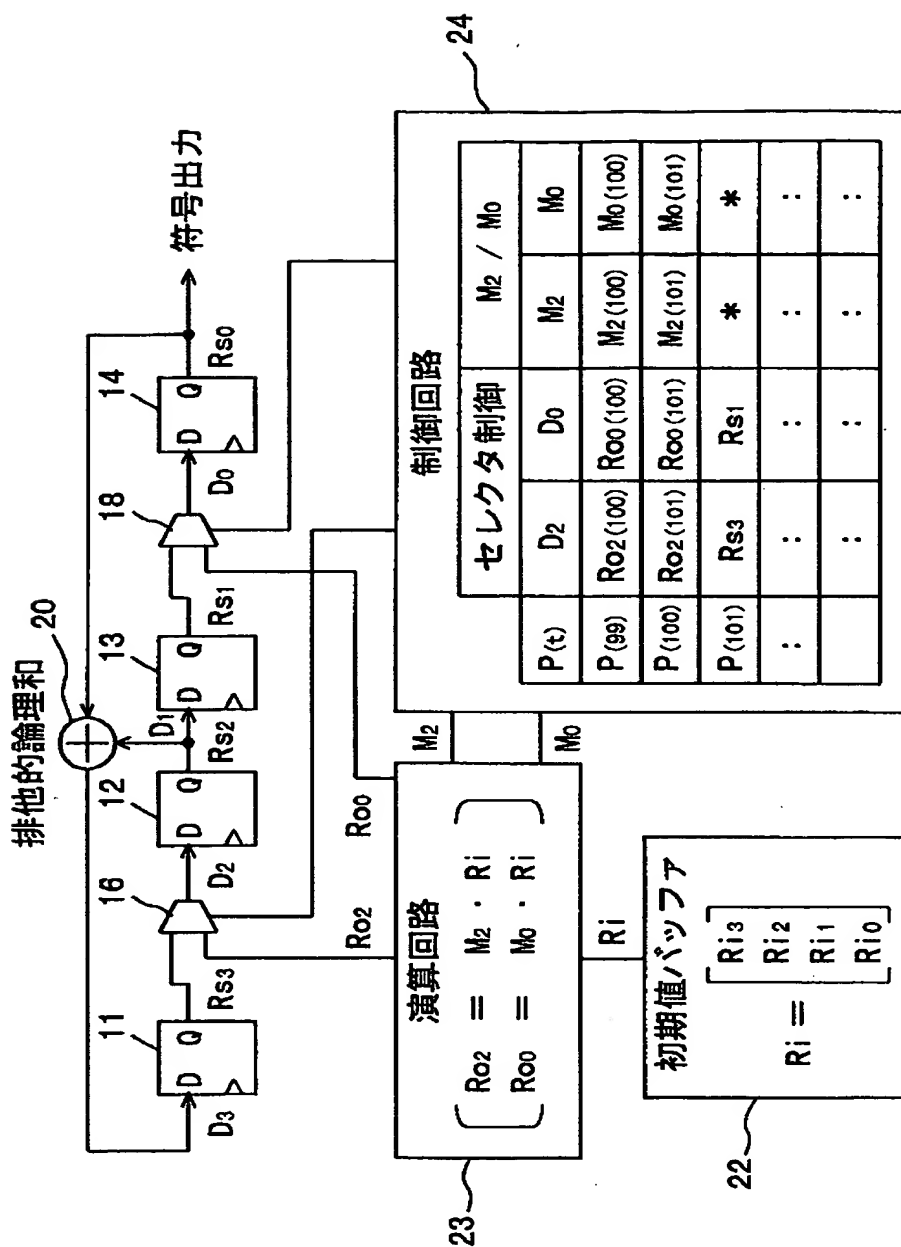 排他的論理和
20
11
D
Q
D3
Rs3
16
D2
12
D
Q
Rs2
D1
13
D
Q
Rs1
18
D0
14
D
Q
Rs0
符号出力
Ro2
Ro0
23
演算回路
Ro2 = M2 · Ri
Ro0 = M0 · Ri
M2
M0
Ri
22
初期値バッファ
Ri =
Ri3
Ri2
Ri1
Ri0
24
制御回路
セレクタ制御 M2 / M0
P(t) D2 D0 M2 M0
P(99) Ro2(100) Ro0(100) M2(100) M0(100)
P(100) Ro2(101) Ro0(101) M2(101) M0(101)
P(101) Rs3 Rs1 * *
: : : : :
: : : :